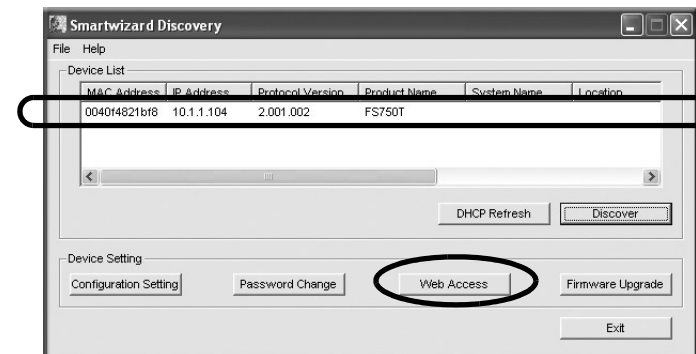 Smartwizard Discovery
File Help
Device List
MAC Address IP Address Protocol Version Product Name System Name Location
0040f4821bf8 10.1.1.104 2.001.002 FS750T
DHCP Refresh Discover
Device Setting
Configuration Setting Password Change Web Access Firmware Upgrade
Exit